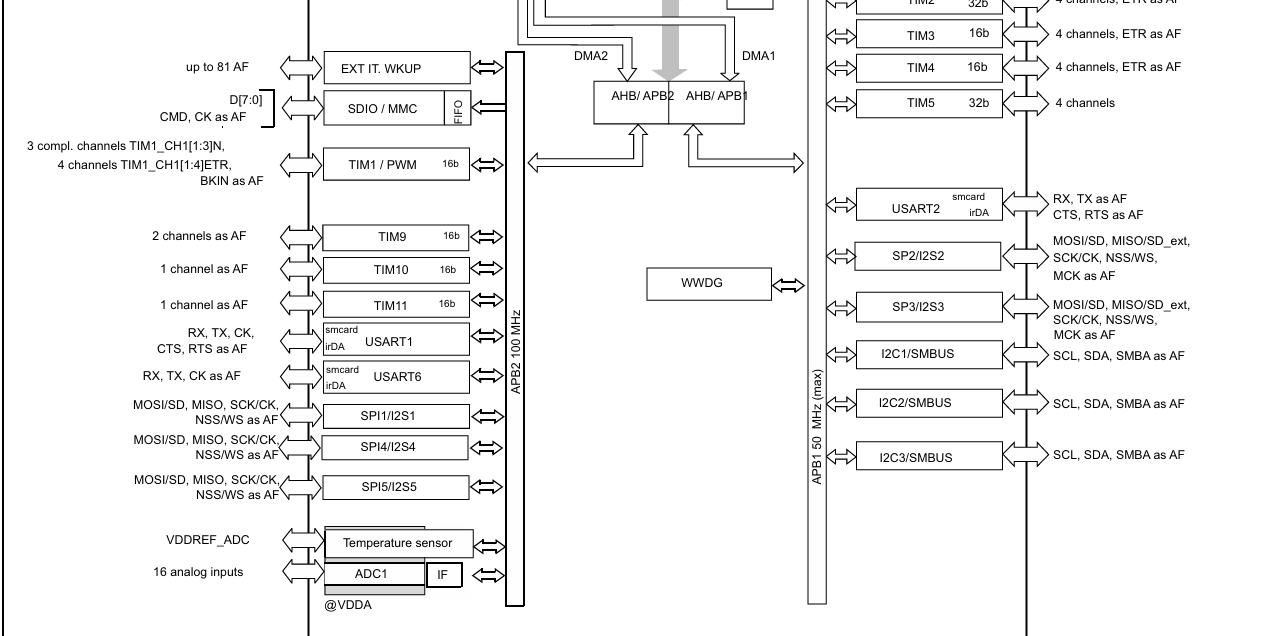 TIM2
32b
4 channels, ETR as AF
TIM3 16b
4 channels, ETR as AF
DMA2
DMA1
up to 81 AF
EXT IT. WKUP
TIM4 16b
4 channels, ETR as AF
D[7:0]
CMD, CK as AF
SDIO / MMC
FIFO
AHB/ APB2
AHB/ APB1
TIM5 32b
4 channels
3 compl. channels TIM1_CH1[1:3]N,
4 channels TIM1_CH1[1:4]ETR,
BKIN as AF
TIM1 / PWM 16b
USART2
smcard
irDA
RX, TX as AF
CTS, RTS as AF
2 channels as AF
TIM9 16b
SP2/I2S2
MOSI/SD, MISO/SD_ext,
SCK/CK, NSS/WS,
MCK as AF
1 channel as AF
TIM10 16b
WWDG
1 channel as AF
TIM11 16b
SP3/I2S3
MOSI/SD, MISO/SD_ext,
SCK/CK, NSS/WS,
MCK as AF
RX, TX, CK,
CTS, RTS as AF
smcard
irDA
USART1
I2C1/SMBUS
SCL, SDA, SMBA as AF
RX, TX, CK as AF
smcard
irDA
USART6
APB2 100 MHz
APB1 50 MHz (max)
MOSI/SD, MISO, SCK/CK,
NSS/WS as AF
SPI1/I2S1
I2C2/SMBUS
SCL, SDA, SMBA as AF
MOSI/SD, MISO, SCK/CK,
NSS/WS as AF
SPI4/I2S4
I2C3/SMBUS
SCL, SDA, SMBA as AF
MOSI/SD, MISO, SCK/CK,
NSS/WS as AF
SPI5/I2S5
VDDREF_ADC
Temperature sensor
16 analog inputs
ADC1
IF
@VDDA